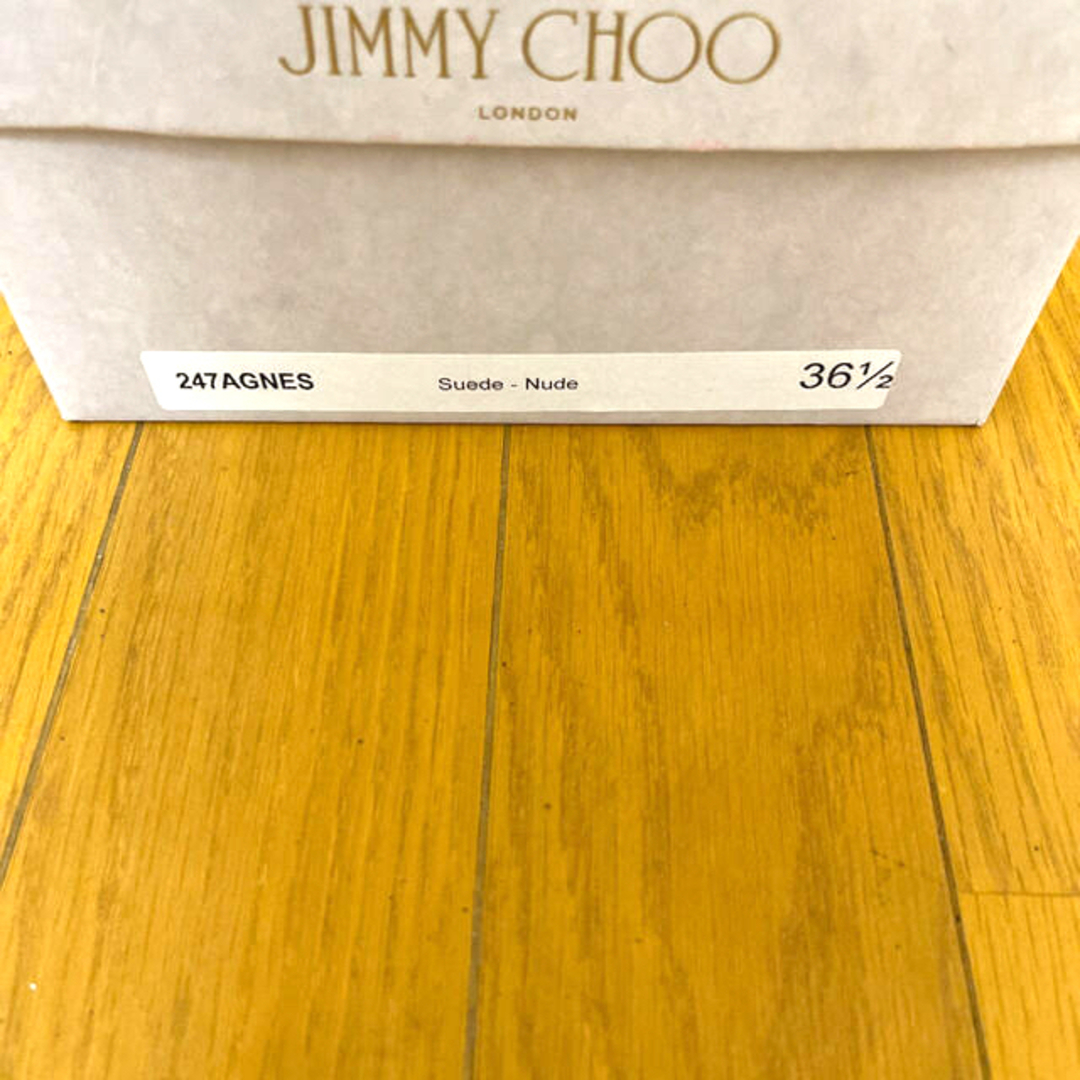 JIMMY CHOO
LONDON
247AGNES Suede - Nude 36½